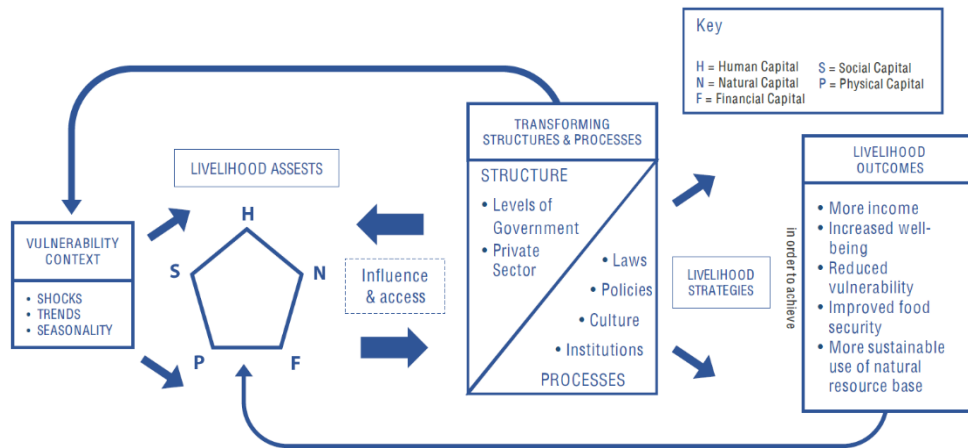 Key
H = Human Capital
S = Social Capital
N = Natural Capital
P = Physical Capital
F = Financial Capital
TRANSFORMING
STRUCTURES & PROCESSES
LIVELIHOOD
OUTCOMES
LIVELIHOOD ASSESTS
STRUCTURE
• Levels of
Government
• Private
Sector
• Laws
• Policies
• Culture
• Institutions
PROCESSES
H
S
N
P
F
VULNERABILITY
CONTEXT
• SHOCKS
• TRENDS
• SEASONALITY
Influence
& access
LIVELIHOOD
STRATEGIES
in order to achieve
• More income
• Increased well-
being
• Reduced
vulnerability
• Improved food
security
• More sustainable
use of natural
resource base